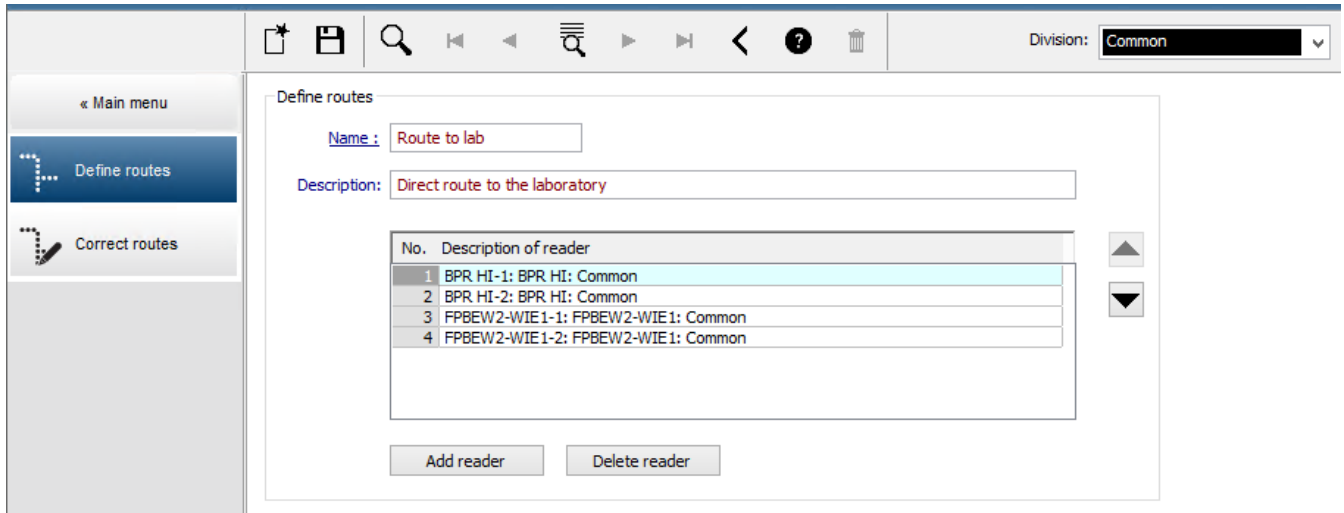 Division: Common
« Main menu
Define routes
Correct routes
Define routes
Name : Route to lab
Description: Direct route to the laboratory
No. Description of reader
1 BPR HI-1: BPR HI: Common
2 BPR HI-2: BPR HI: Common
3 FPBEW2-WIE1-1: FPBEW2-WIE1: Common
4 FPBEW2-WIE1-2: FPBEW2-WIE1: Common
Add reader Delete reader